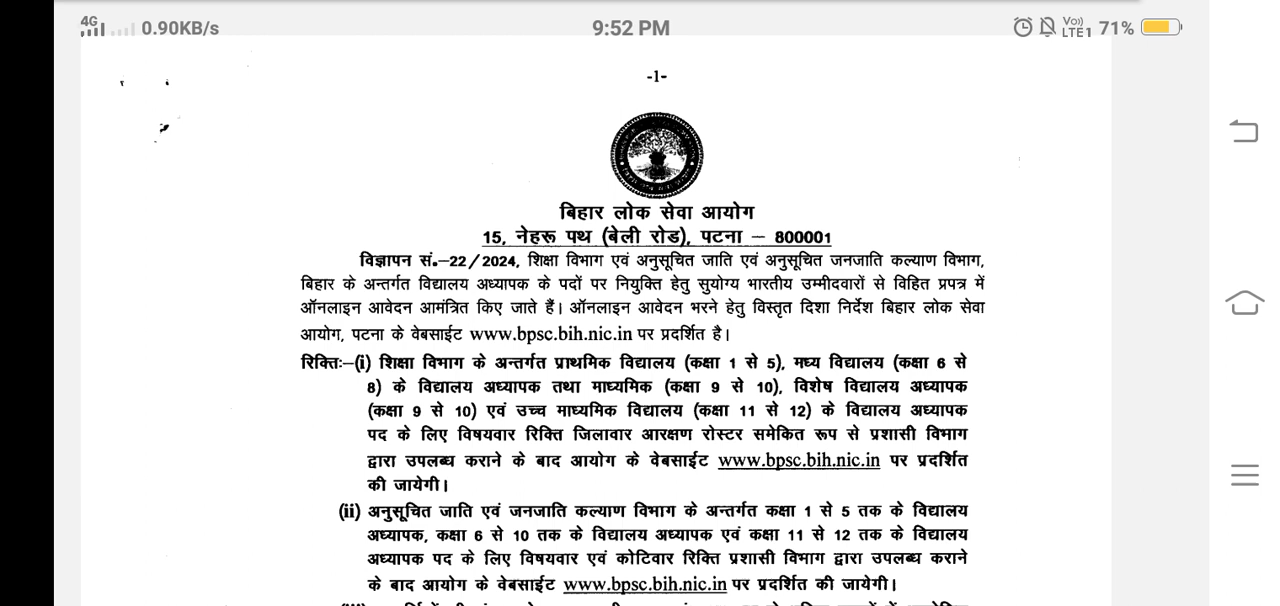 4G 0.90KB/s 9:52 PM Vo)) LTE1 71%
-1-
बिहार लोक सेवा आयोग
15, नेहरू पथ (बेली रोड), पटना – 800001
विज्ञापन सं.–22/2024, शिक्षा विभाग एवं अनुसूचित जाति एवं अनुसूचित जनजाति कल्याण विभाग,
बिहार के अन्तर्गत विद्यालय अध्यापक के पदों पर नियुक्ति हेतु सुयोग्य भारतीय उम्मीदवारों से विहित प्रपत्र में
ऑनलाइन आवेदन आमंत्रित किए जाते हैं। ऑनलाइन आवेदन भरने हेतु विस्तृत दिशा निर्देश बिहार लोक सेवा
आयोग, पटना के वेबसाईट www.bpsc.bih.nic.in पर प्रदर्शित है।
रिक्तिः–(i) शिक्षा विभाग के अन्तर्गत प्राथमिक विद्यालय (कक्षा 1 से 5), मध्य विद्यालय (कक्षा 6 से
8) के विद्यालय अध्यापक तथा माध्यमिक (कक्षा 9 से 10), विशेष विद्यालय अध्यापक
(कक्षा 9 से 10) एवं उच्च माध्यमिक विद्यालय (कक्षा 11 से 12) के विद्यालय अध्यापक
पद के लिए विषयवार रिक्ति जिलावार आरक्षण रोस्टर समेकित रूप से प्रशासी विभाग
द्वारा उपलब्ध कराने के बाद आयोग के वेबसाईट www.bpsc.bih.nic.in पर प्रदर्शित
की जायेगी।
(ii) अनुसूचित जाति एवं जनजाति कल्याण विभाग के अन्तर्गत कक्षा 1 से 5 तक के विद्यालय
अध्यापक, कक्षा 6 से 10 तक के विद्यालय अध्यापक एवं कक्षा 11 से 12 तक के विद्यालय
अध्यापक पद के लिए विषयवार एवं कोटिवार रिक्ति प्रशासी विभाग द्वारा उपलब्ध कराने
के बाद आयोग के वेबसाईट www.bpsc.bih.nic.in पर प्रदर्शित की जायेगी।